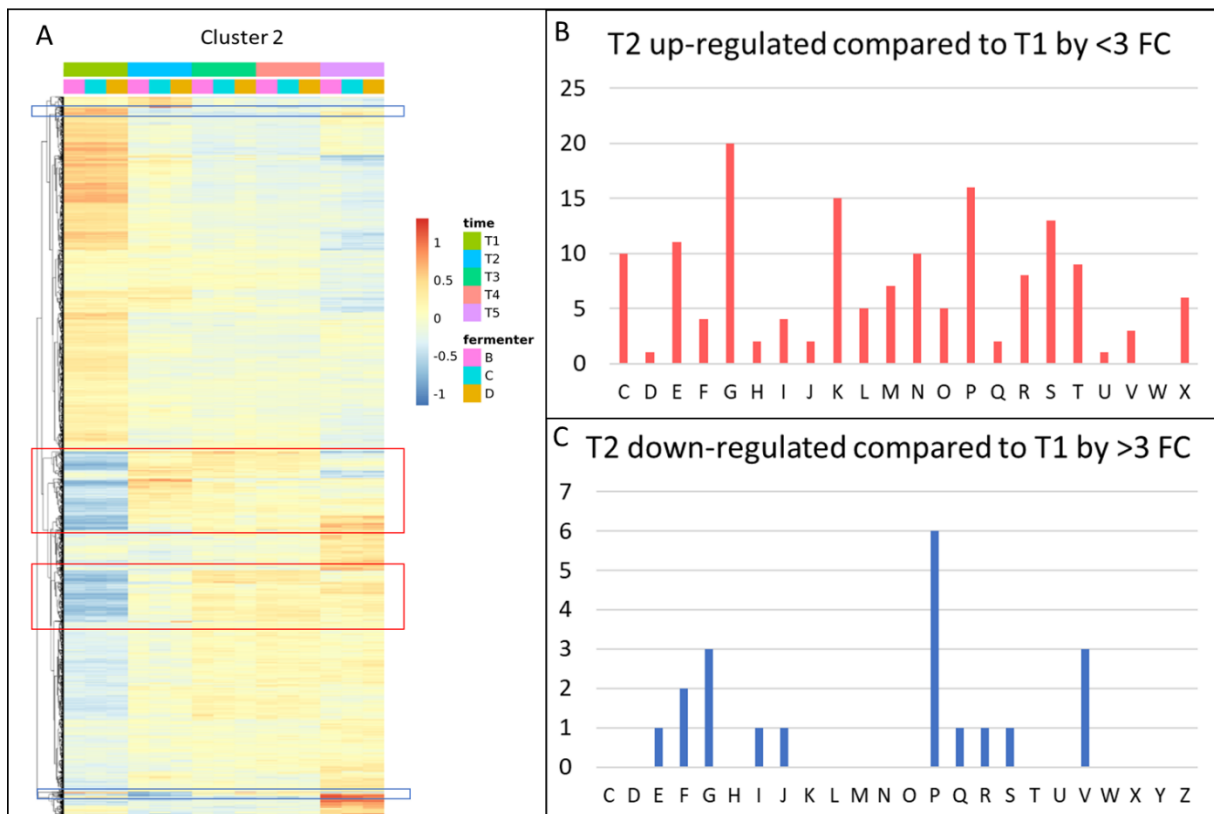 A
Cluster 2
1
0.5
0
-0.5
-1
time
T1
T2
T3
T4
T5
fermenter
B
C
D
B
T2 up-regulated compared to T1 by <3 FC
25
20
15
10
5
0
C D E F G H I J K L M N O P Q R S T U V W X
C
T2 down-regulated compared to T1 by >3 FC
7
6
5
4
3
2
1
0
C D E F G H I J K L M N O P Q R S T U V W X Y Z